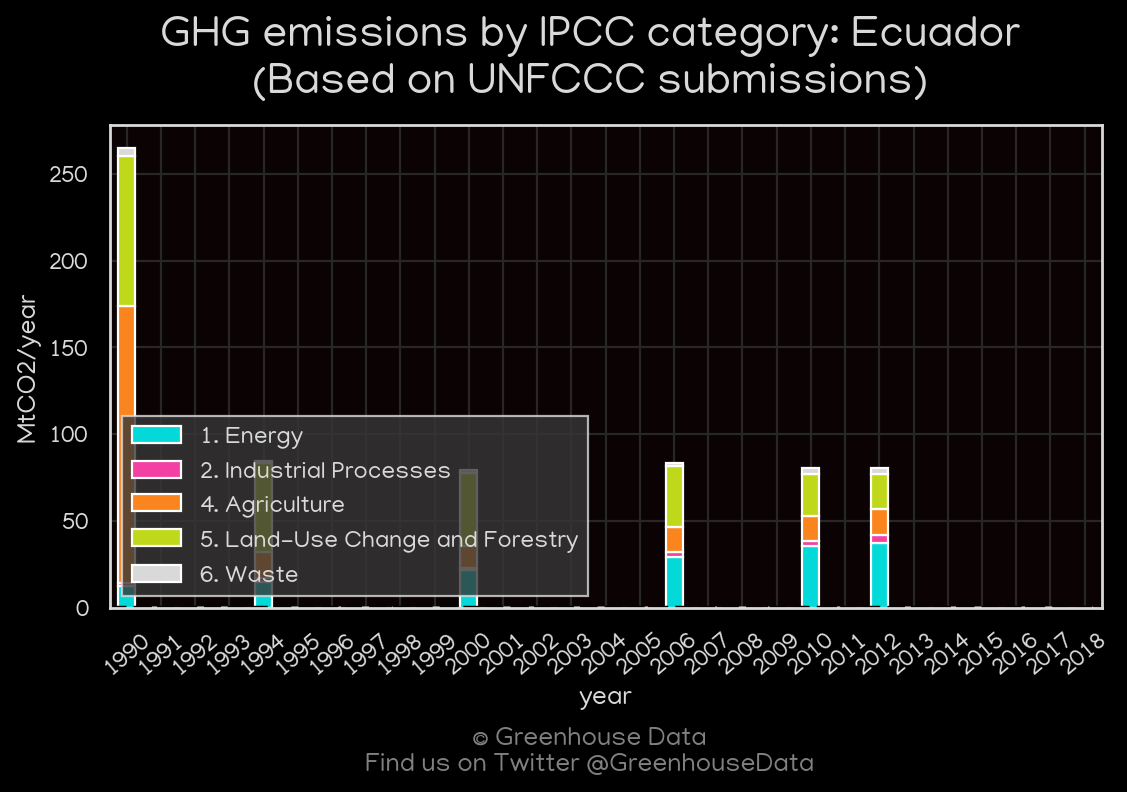 GHG emissions by IPCC category: Ecuador
(Based on UNFCCC submissions)
250
200
150
100
50
0
MtCO2/year
1. Energy
2. Industrial Processes
4. Agriculture
5. Land-Use Change and Forestry
6. Waste
1990 1991 1992 1993 1994 1995 1996 1997 1998 1999 2000 2001 2002 2003 2004 2005 2006 2007 2008 2009 2010 2011 2012 2013 2014 2015 2016 2017 2018
year
© Greenhouse Data
Find us on Twitter @GreenhouseData